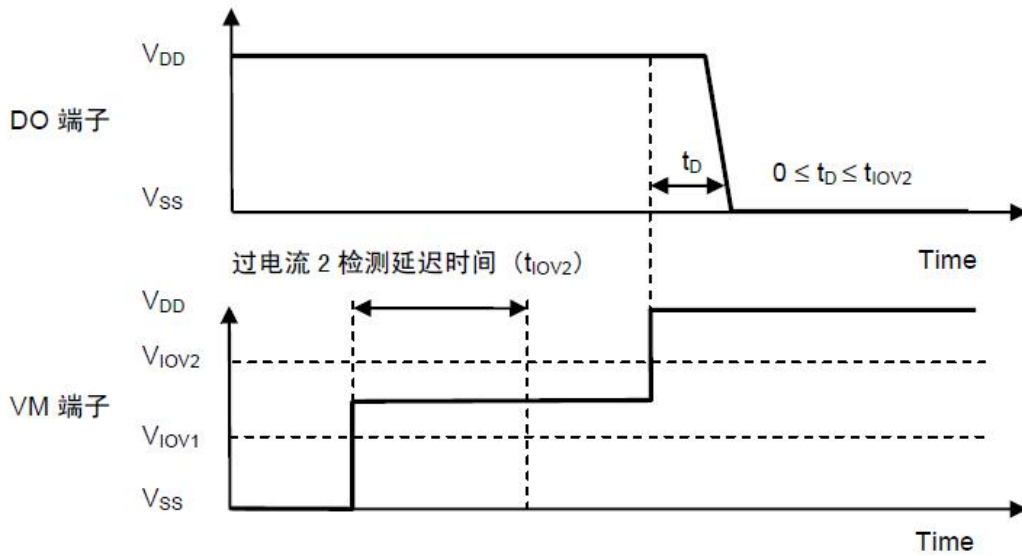 VDD
DO 端子
tD
0 ≤ tD ≤ tIOV2
VSS
Time
过电流 2 检测延迟时间（tIOV2）
VDD
VIOV2
VM 端子
VIOV1
VSS
Time